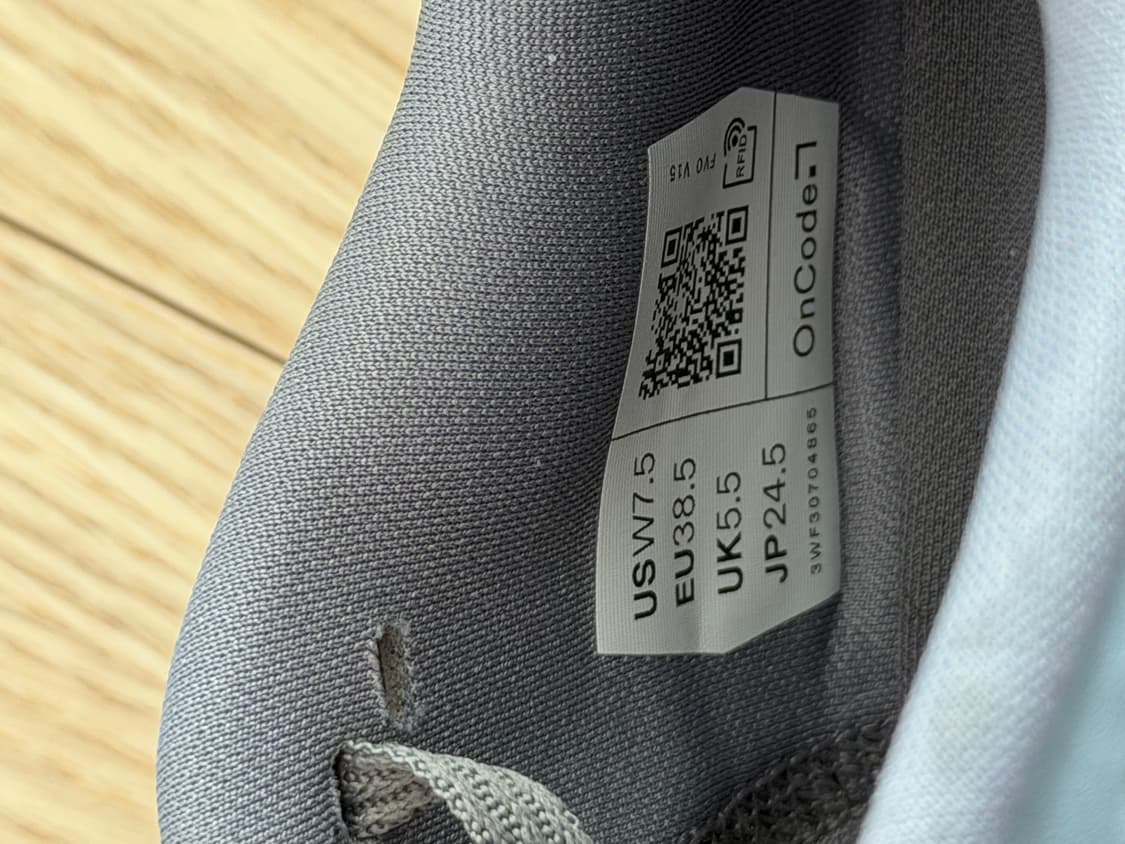 USW7.5
EU38.5
UK5.5
JP24.5
3WF30704865
FVO V15
RFID
OnCode